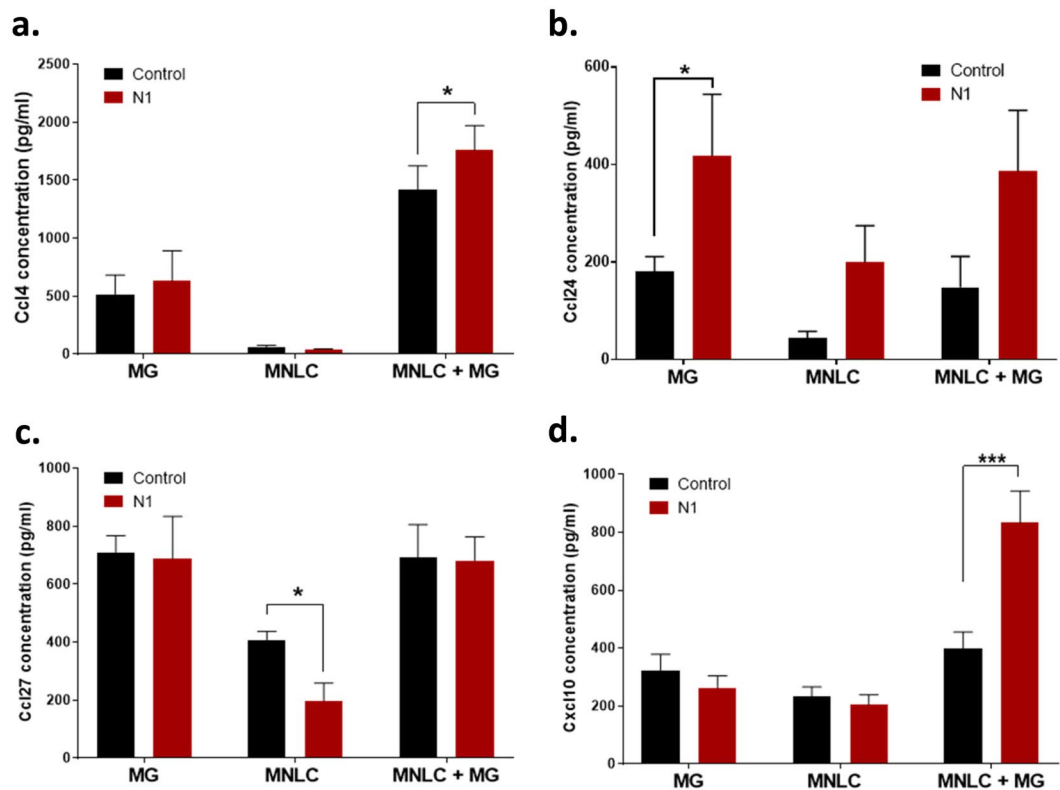 a.
Ccl4 concentration (pg/ml)
2500
2000
1500
1000
500
0
Control
N1
*
MG
MNLC
MNLC + MG
b.
Ccl24 concentration (pg/ml)
600
400
200
0
Control
N1
*
MG
MNLC
MNLC + MG
c.
Ccl27 concentration (pg/ml)
1000
800
600
400
200
0
Control
N1
*
MG
MNLC
MNLC + MG
d.
Cxcl10 concentration (pg/ml)
1000
800
600
400
200
0
Control
N1
***
MG
MNLC
MNLC + MG